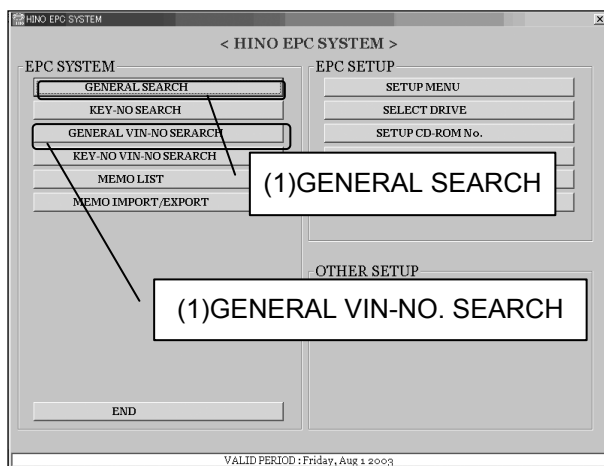 HINO EPC SYSTEM
< HINO EPC SYSTEM >
EPC SYSTEM
GENERAL SEARCH
KEY-NO SEARCH
GENERAL VIN-NO SERARCH
KEY-NO VIN-NO SERARCH
MEMO LIST
MEMO IMPORT/EXPORT
END
EPC SETUP
SETUP MENU
SELECT DRIVE
SETUP CD-ROM No.
(1)GENERAL SEARCH
OTHER SETUP
(1)GENERAL VIN-NO. SEARCH
VALID PERIOD : Friday, Aug 1 2003